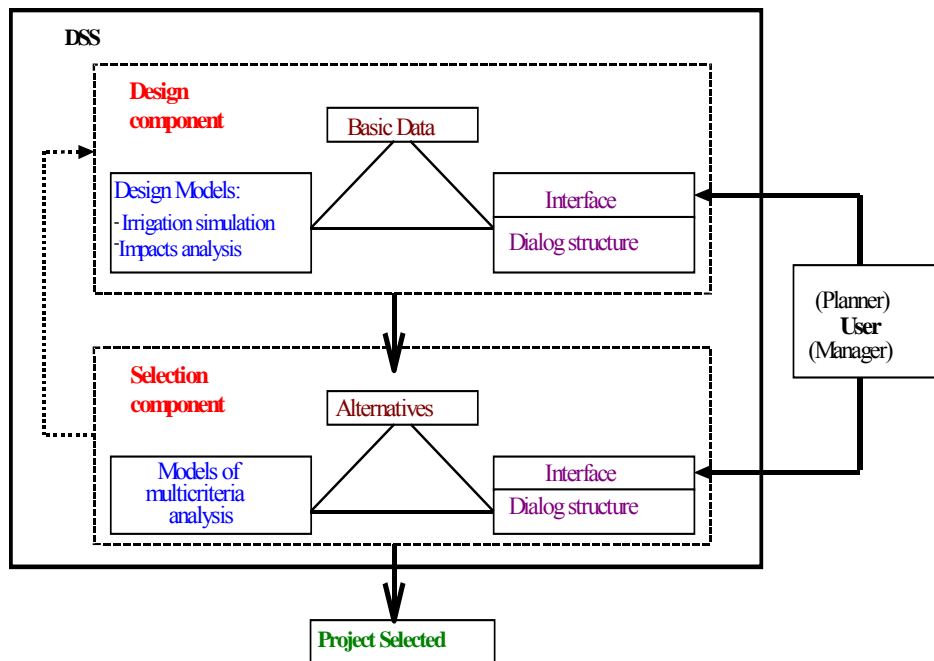 DSS
Design
component
Basic Data
Design Models:
- Irrigation simulation
-Impacts analysis
Interface
Dialog structure
(Planner)
User
(Manager)
Selection
component
Alternatives
Models of
multicriteria
analysis
Interface
Dialog structure
Project Selected